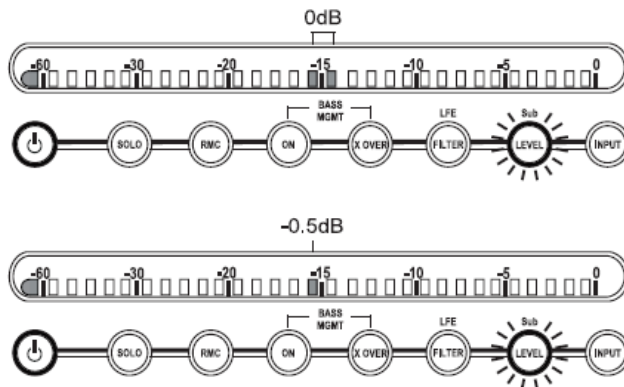 0dB
-60 -30 -20 -15 -10 -5 0
BASS
MGMT LFE Sub
SOLO RMC ON X OVER FILTER LEVEL INPUT
-0.5dB
-60 -30 -20 -15 -10 -5 0
BASS
MGMT LFE Sub
SOLO RMC ON X OVER FILTER LEVEL INPUT